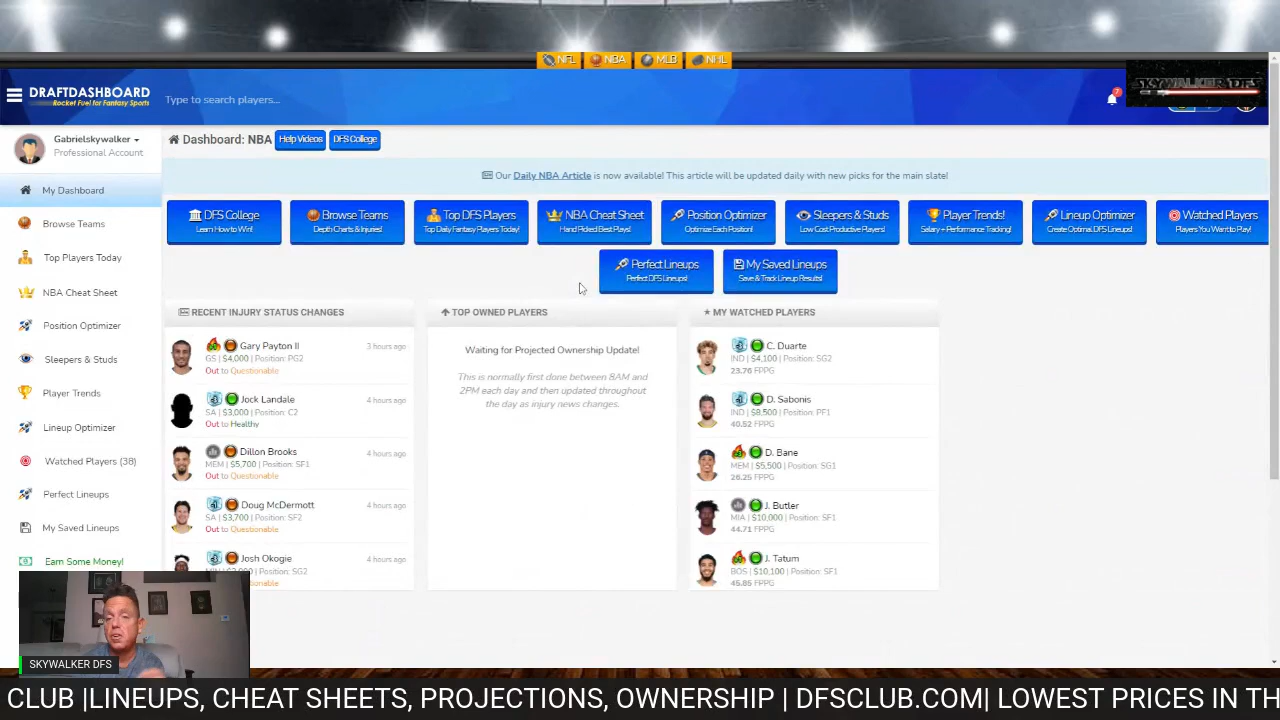 NFL NBA MLB NHL
SKYWALKER DFS
DRAFTDASHBOARD
Rocket Fuel for Fantasy Sports
Type to search players...
7
Gabrielskywalker
Professional Account
Dashboard: NBA Help Videos DFS College
Our Daily NBA Article is now available! This article will be updated daily with new picks for the main slate!
My Dashboard
Browse Teams
Top Players Today
NBA Cheat Sheet
Position Optimizer
Sleepers & Studs
Player Trends
Lineup Optimizer
Watched Players (38)
Perfect Lineups
My Saved Lineups
Earn Some Money!
DFS College
Learn How to Win!
Browse Teams
Depth Charts & Injuries!
Top DFS Players
Top Daily Fantasy Players Today!
NBA Cheat Sheet
Hand Picked Best Plays!
Position Optimizer
Optimize Each Position!
Sleepers & Studs
Low Cost Productive Players!
Player Trends!
Salary + Performance Tracking!
Lineup Optimizer
Create Optimal DFS Lineups!
Watched Players
Players You Want to Play!
Perfect Lineups
Perfect DFS Lineups!
My Saved Lineups
Save & Track Lineup Results!
RECENT INJURY STATUS CHANGES
Gary Payton II 3 hours ago
GS | $4,000 | Position: PG2
Out to Questionable
Jock Landale 4 hours ago
SA | $3,000 | Position: C2
Out to Healthy
Dillon Brooks 4 hours ago
MEM | $5,700 | Position: SF1
Out to Questionable
Doug McDermott 4 hours ago
SA | $3,700 | Position: SF2
Out to Questionable
Josh Okogie 4 hours ago
Position: SG2
TOP OWNED PLAYERS
Waiting for Projected Ownership Update!
This is normally first done between 8AM and
2PM each day and then updated throughout
the day as injury news changes.
MY WATCHED PLAYERS
C. Duarte
IND | $4,100 | Position: SG2
23.76 FPPG
D. Sabonis
IND | $8,500 | Position: PF1
40.52 FPPG
D. Bane
MEM | $5,500 | Position: SG1
26.25 FPPG
J. Butler
MIA | $10,000 | Position: SF1
44.71 FPPG
J. Tatum
BOS | $10,100 | Position: SF1
45.85 FPPG
SKYWALKER DFS
CLUB |LINEUPS, CHEAT SHEETS, PROJECTIONS, OWNERSHIP | DFSCLUB.COM| LOWEST PRICES IN TH